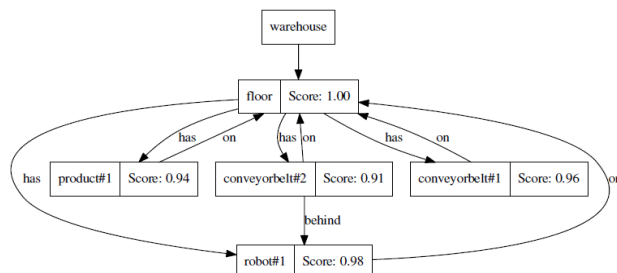 warehouse
floor Score: 1.00
has has on has on has on on
product#1 Score: 0.94 conveyorbelt#2 Score: 0.91 conveyorbelt#1 Score: 0.96
behind
robot#1 Score: 0.98